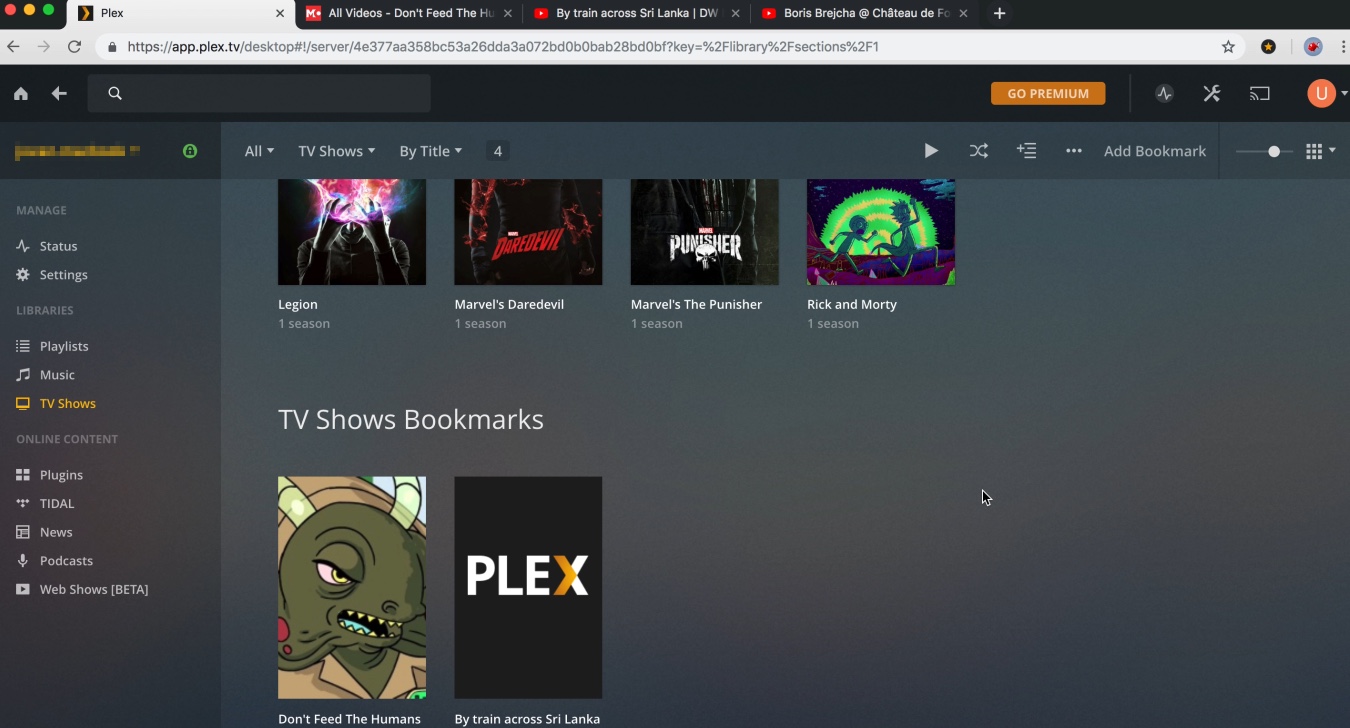 Plex
All Videos - Don't Feed The Hu
By train across Sri Lanka | DW
Boris Brejcha @ Château de Fo
https://app.plex.tv/desktop#!/server/4e377aa358bc53a26dda3a072bd0b0bab28bd0bf?key=%2Flibrary%2Fsections%2F1
GO PREMIUM
U
All
TV Shows
By Title
4
Add Bookmark
MANAGE
Status
Settings
LIBRARIES
Playlists
Music
TV Shows
ONLINE CONTENT
Plugins
TIDAL
News
Podcasts
Web Shows [BETA]
MARVEL
DAREDEVIL
MARVEL
THE
PUNISHER
Legion
1 season
Marvel's Daredevil
1 season
Marvel's The Punisher
1 season
Rick and Morty
1 season
TV Shows Bookmarks
PLEX
Don't Feed The Humans
By train across Sri Lanka